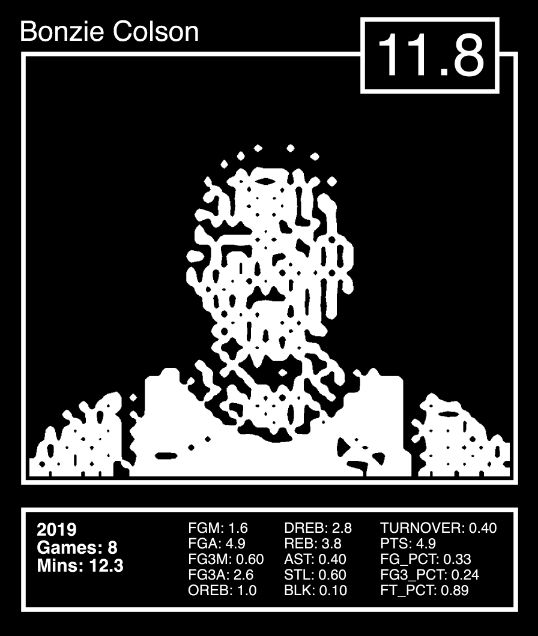 Bonzie Colson
11.8
2019
Games: 8
Mins: 12.3
FGM: 1.6
FGA: 4.9
FG3M: 0.60
FG3A: 2.6
OREB: 1.0
DREB: 2.8
REB: 3.8
AST: 0.40
STL: 0.60
BLK: 0.10
TURNOVER: 0.40
PTS: 4.9
FG_PCT: 0.33
FG3_PCT: 0.24
FT_PCT: 0.89